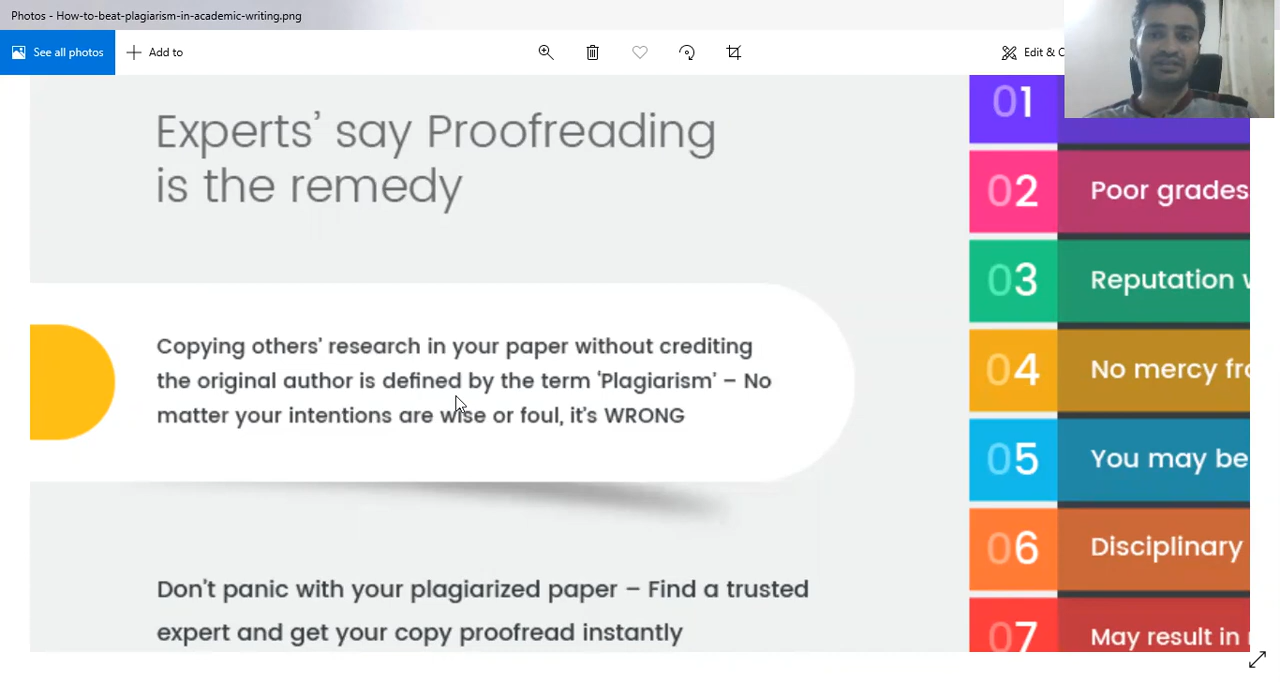 Photos - How-to-beat-plagiarism-in-academic-writing.png
See all photos
Add to
Edit & C
Experts’ say Proofreading
is the remedy
Copying others’ research in your paper without crediting
the original author is defined by the term ‘Plagiarism’ – No
matter your intentions are wise or foul, it’s WRONG
Don’t panic with your plagiarized paper – Find a trusted
expert and get your copy proofread instantly
01
02 Poor grades
03 Reputation
04 No mercy
05 You may be
06 Disciplinary
07 May result in